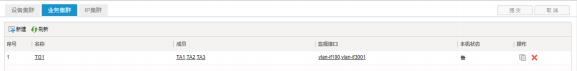 设备集群 业务集群 IP集群 提交 取消
新建 刷新
序号 名称 成员 监视接口 本机状态 操作
1 TG1 TA1,TA2,TA3 vlan-if100,vlan-if3001 备